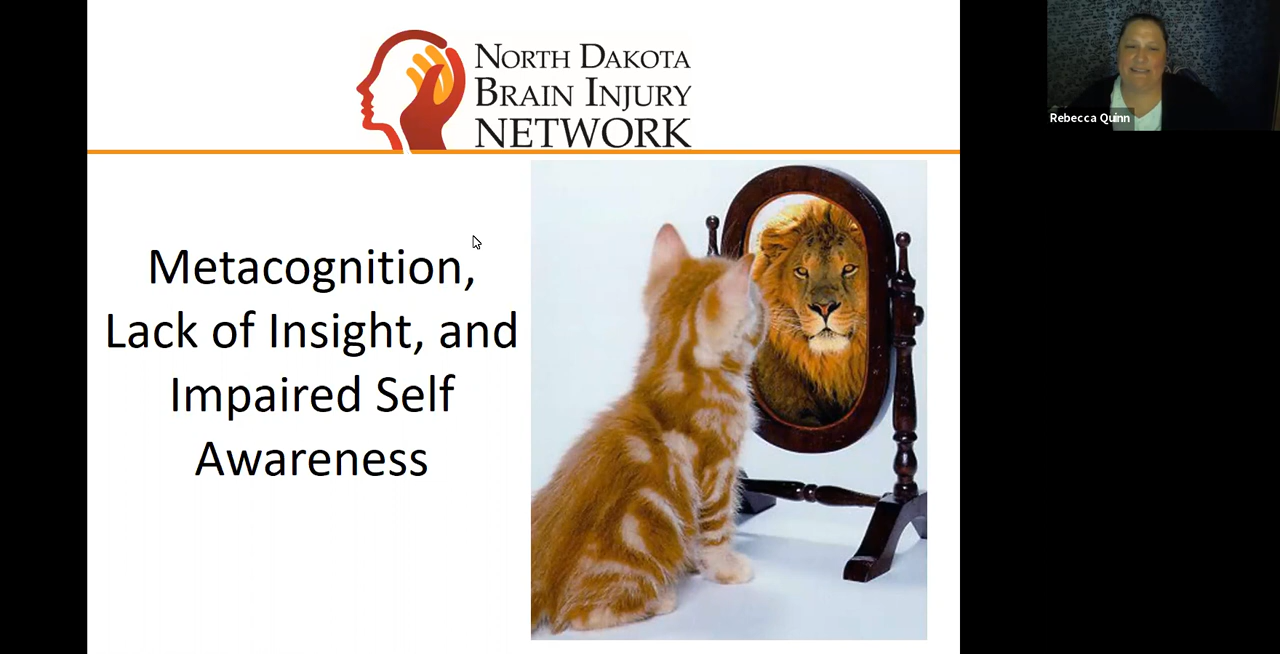 NORTH DAKOTA
BRAIN INJURY
NETWORK
Rebecca Quinn
Metacognition,
Lack of Insight, and
Impaired Self
Awareness